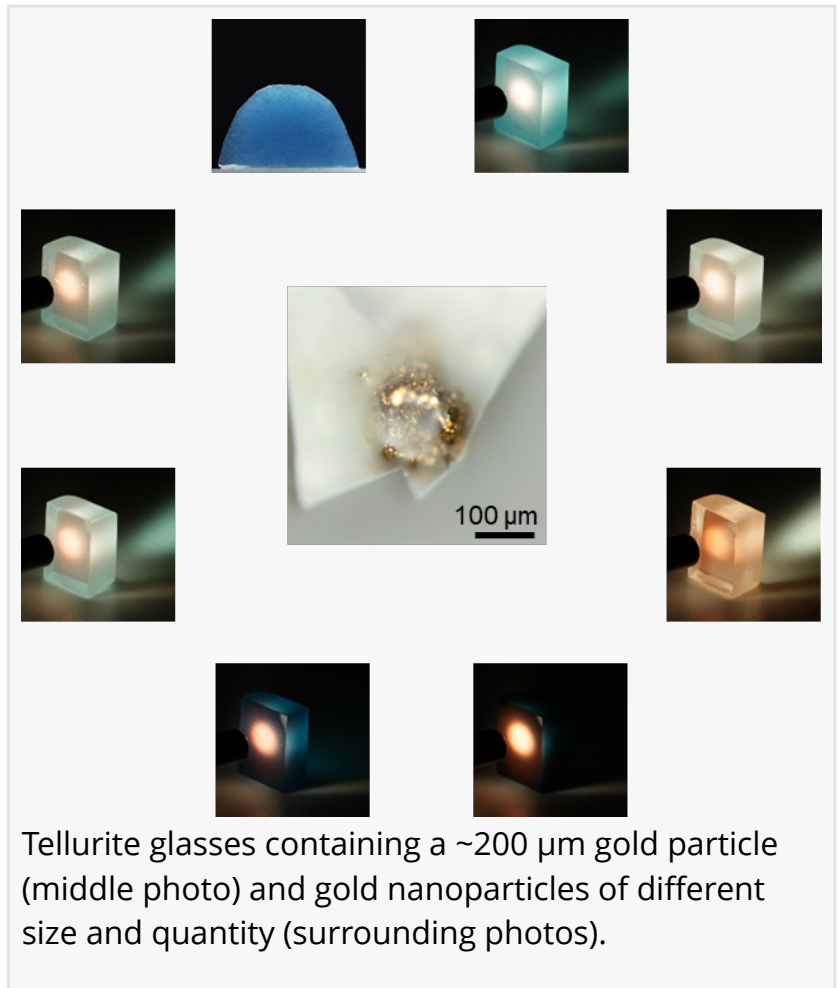 100 µm
Tellurite glasses containing a ~200 µm gold particle
(middle photo) and gold nanoparticles of different
size and quantity (surrounding photos).